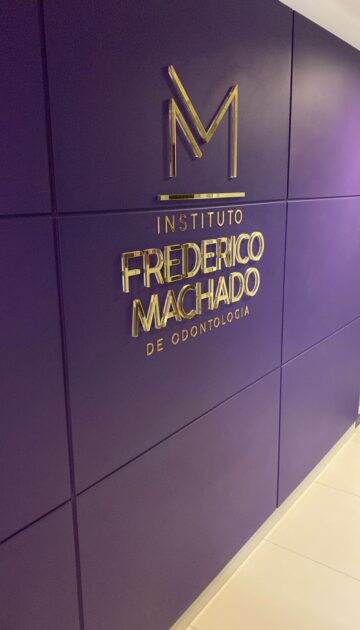 M
INSTITUTO
FREDERICO
MACHADO
DE ODONTOLOGIA